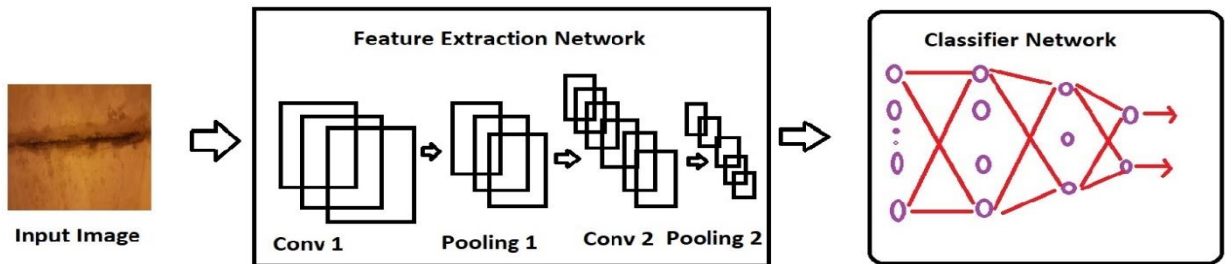 Feature Extraction Network
Classifier Network
Input Image
Conv 1
Pooling 1
Conv 2
Pooling 2